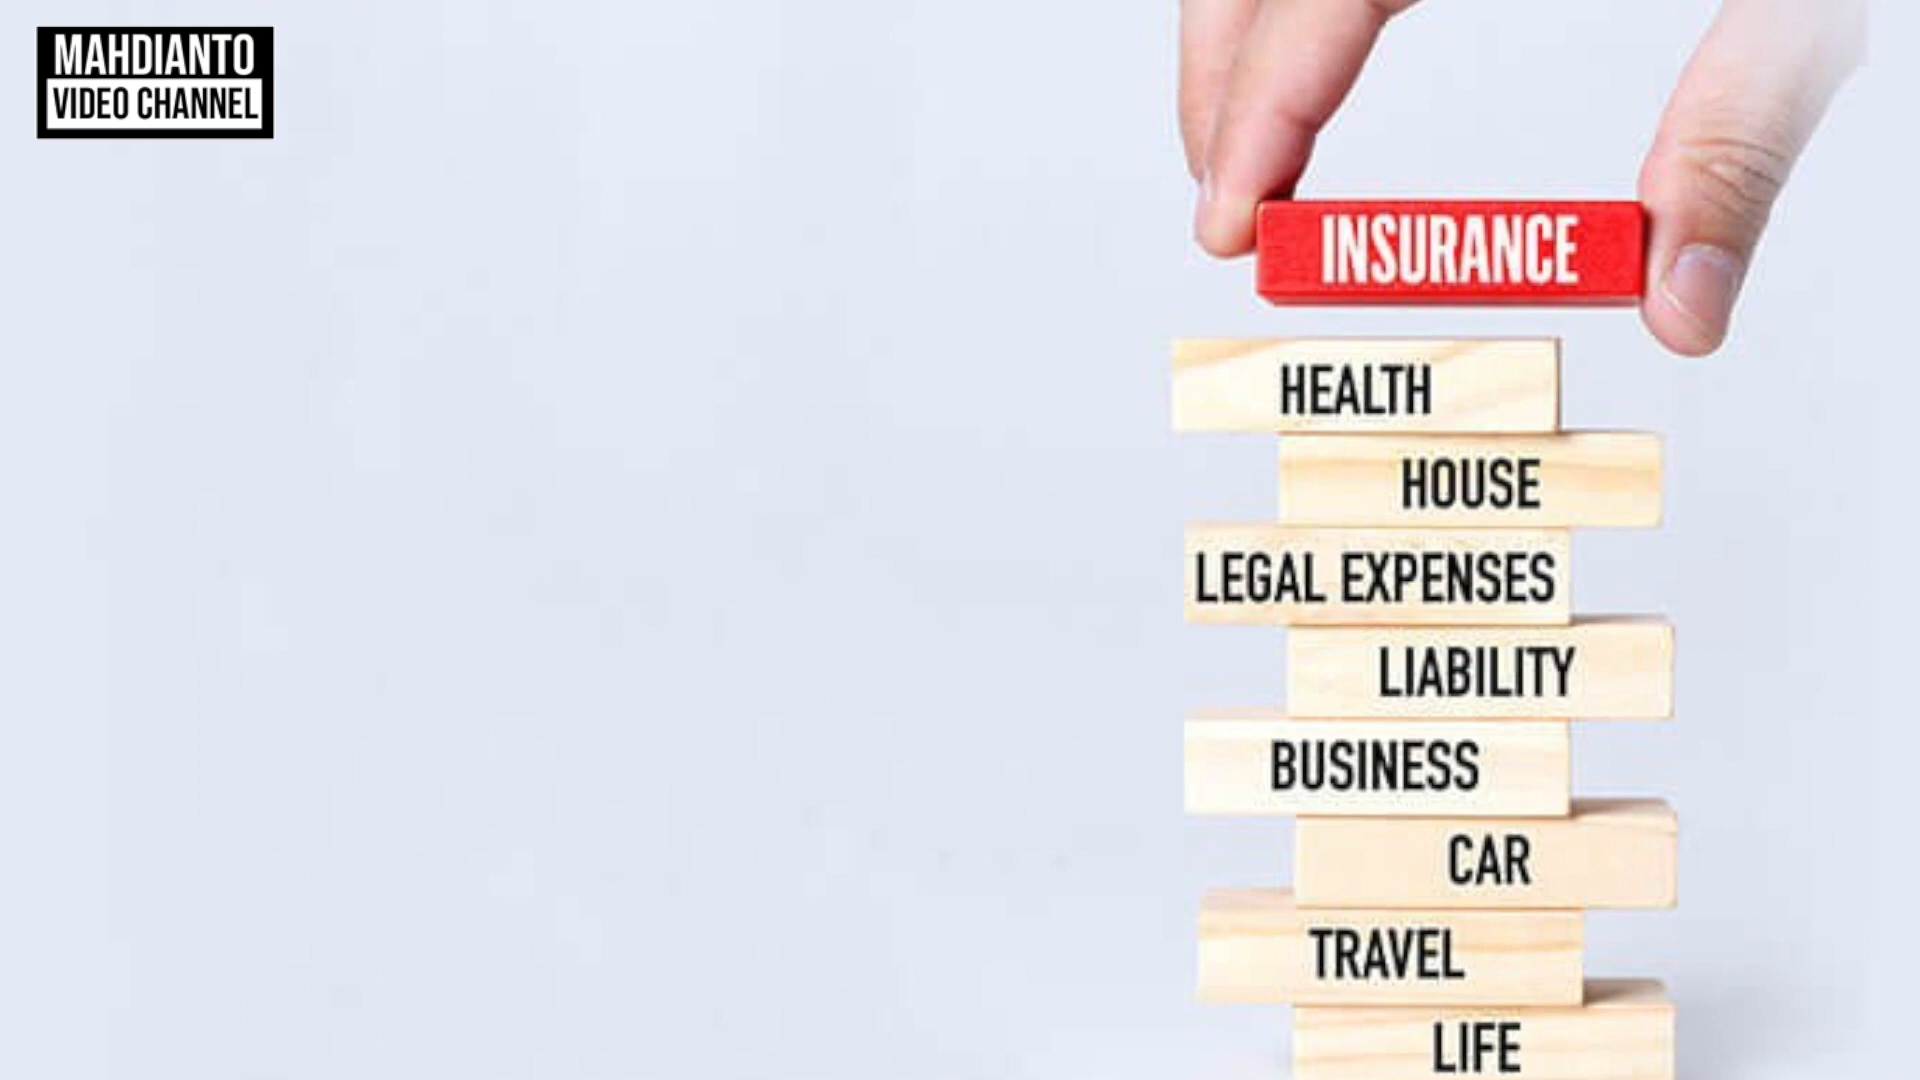 MAHDIANTO
VIDEO CHANNEL
INSURANCE
HEALTH
HOUSE
LEGAL EXPENSES
LIABILITY
BUSINESS
CAR
TRAVEL
LIFE